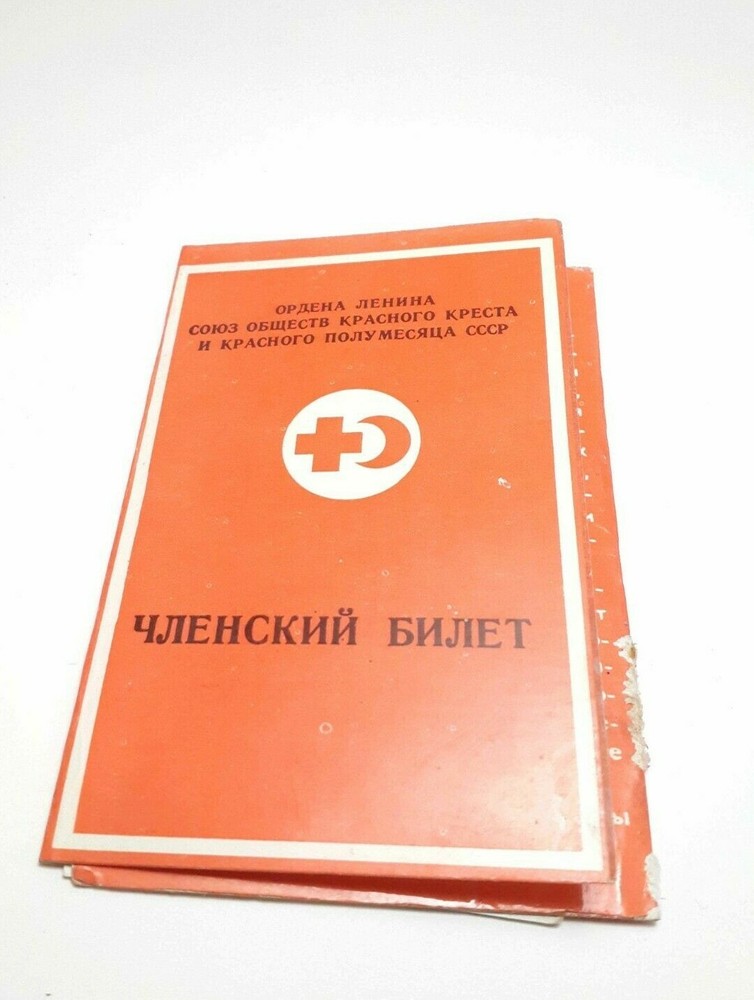 ОРДЕНА ЛЕНИНА
СОЮЗ ОБЩЕСТВ КРАСНОГО КРЕСТА
И КРАСНОГО ПОЛУМЕСЯЦА СССР
ЧЛЕНСКИЙ БИЛЕТ